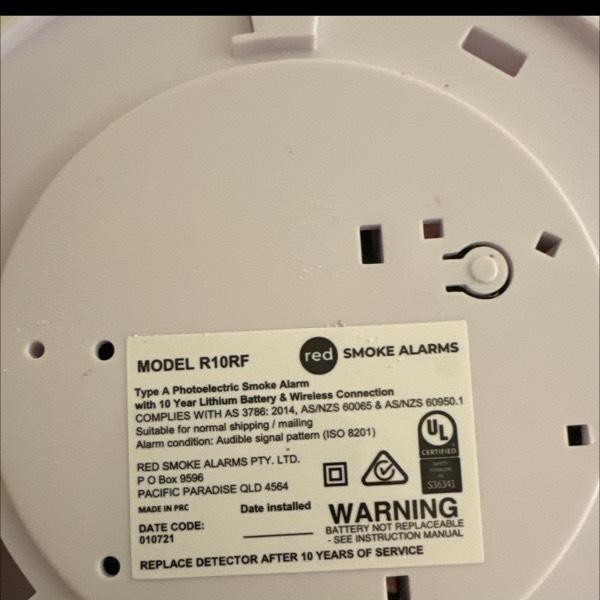 MODEL R10RF
red SMOKE ALARMS
Type A Photoelectric Smoke Alarm
with 10 Year Lithium Battery & Wireless Connection
COMPLIES WITH AS 3786: 2014, AS/NZS 60065 & AS/NZS 60950.1
Suitable for normal shipping / mailing
Alarm condition: Audible signal pattern (ISO 8201)
RED SMOKE ALARMS PTY. LTD.
P O Box 9596
PACIFIC PARADISE QLD 4564
UL
CERTIFIED
S36341
MADE IN PRC
Date installed
DATE CODE:
010721
WARNING
BATTERY NOT REPLACEABLE
- SEE INSTRUCTION MANUAL
REPLACE DETECTOR AFTER 10 YEARS OF SERVICE